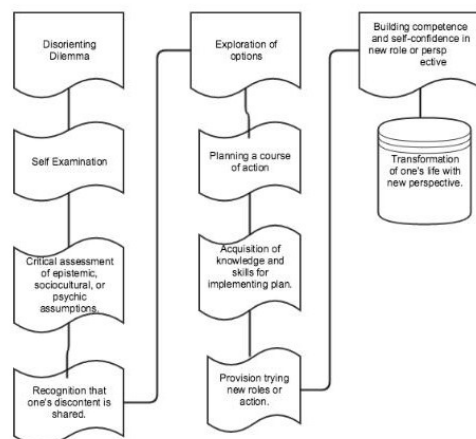 Disorienting
Dilemma
Self Examination
Critical assessment
of epistemic,
sociocultural, or
psychic
assumptions.
Recognition that
one's discontent is
shared.
Exploration of
options
Planning a course
of action
Acquisition of
knowledge and
skills for
implementing plan.
Provision trying
new roles or
action.
Building competence
and self-confidence in
new role or persp
ective
Transformation
of one's life with
new perspective.